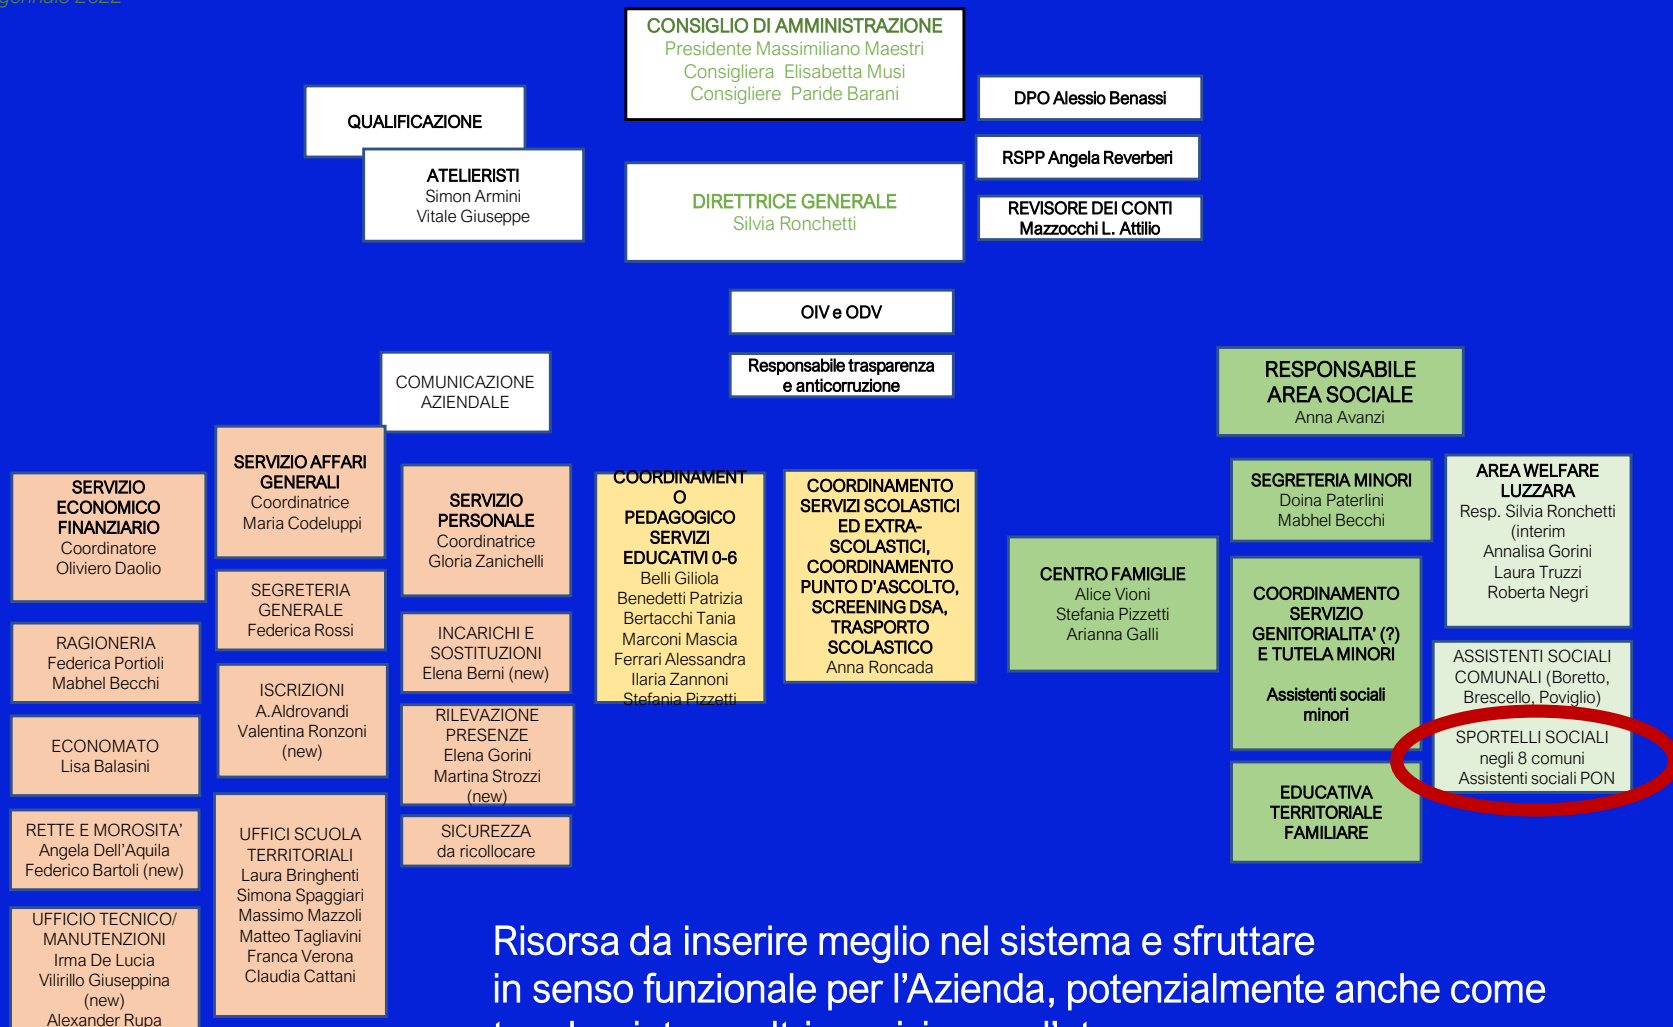 gennaio 2022
CONSIGLIO DI AMMINISTRAZIONE
Presidente Massimiliano Maestri
Consigliera Elisabetta Musi
Consigliere Paride Barani
DPO Alessio Benassi
QUALIFICAZIONE
RSPP Angela Reverberi
ATELIERISTI
Simon Armini
Vitale Giuseppe
DIRETTRICE GENERALE
Silvia Ronchetti
REVISORE DEI CONTI
Mazzocchi L. Attilio
OIV e ODV
Responsabile trasparenza
e anticorruzione
COMUNICAZIONE
AZIENDALE
RESPONSABILE
AREA SOCIALE
Anna Avanzi
SERVIZIO
ECONOMICO
FINANZIARIO
Coordinatore
Oliviero Daolio
RAGIONERIA
Federica Portioli
Mabhel Becchi
ECONOMATO
Lisa Balasini
RETTE E MOROSITA'
Angela Dell'Aquila
Federico Bartoli (new)
UFFICIO TECNICO/
MANUTENZIONI
Irma De Lucia
Vilirillo Giuseppina
(new)
Alexander Rupa
SERVIZIO AFFARI
GENERALI
Coordinatrice
Maria Codeluppi
SEGRETERIA
GENERALE
Federica Rossi
ISCRIZIONI
A.Aldrovandi
Valentina Ronzoni
(new)
UFFICI SCUOLA
TERRITORIALI
Laura Bringhenti
Simona Spaggiari
Massimo Mazzoli
Matteo Tagliavini
Franca Verona
Claudia Cattani
SERVIZIO
PERSONALE
Coordinatrice
Gloria Zanichelli
INCARICHI E
SOSTITUZIONI
Elena Berni (new)
RILEVAZIONE
PRESENZE
Elena Gorini
Martina Strozzi
(new)
SICUREZZA
da ricollocare
COORDINAMENT
O
PEDAGOGICO
SERVIZI
EDUCATIVI 0-6
Belli Giliola
Benedetti Patrizia
Bertacchi Tania
Marconi Mascia
Ferrari Alessandra
Ilaria Zannoni
Stefania Pizzetti
COORDINAMENTO
SERVIZI SCOLASTICI
ED EXTRA-
SCOLASTICI,
COORDINAMENTO
PUNTO D'ASCOLTO,
SCREENING DSA,
TRASPORTO
SCOLASTICO
Anna Roncada
CENTRO FAMIGLIE
Alice Vioni
Stefania Pizzetti
Arianna Galli
SEGRETERIA MINORI
Doina Paterlini
Mabhel Becchi
COORDINAMENTO
SERVIZIO
GENITORIALITA' (?)
E TUTELA MINORI
Assistenti sociali
minori
EDUCATIVA
TERRITORIALE
FAMILIARE
AREA WELFARE
LUZZARA
Resp. Silvia Ronchetti
(interim
Annalisa Gorini
Laura Truzzi
Roberta Negri
ASSISTENTI SOCIALI
COMUNALI (Boretto,
Brescello, Poviglio)
SPORTELLI SOCIALI
negli 8 comuni
Assistenti sociali PON
Risorsa da inserire meglio nel sistema e sfruttare
in senso funzionale per l'Azienda, potenzialmente anche come